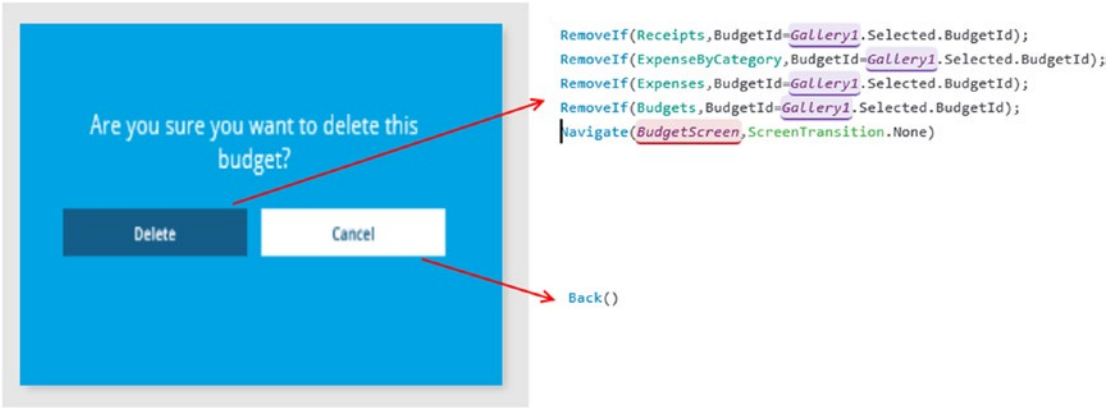 Are you sure you want to delete this
budget?
Delete
Cancel
RemoveIf(Receipts,BudgetId=Gallery1.Selected.BudgetId);
RemoveIf(ExpenseByCategory,BudgetId=Gallery1.Selected.BudgetId);
RemoveIf(Expenses,BudgetId=Gallery1.Selected.BudgetId);
RemoveIf(Budgets,BudgetId=Gallery1.Selected.BudgetId);
Navigate(BudgetScreen,ScreenTransition.None)
Back()